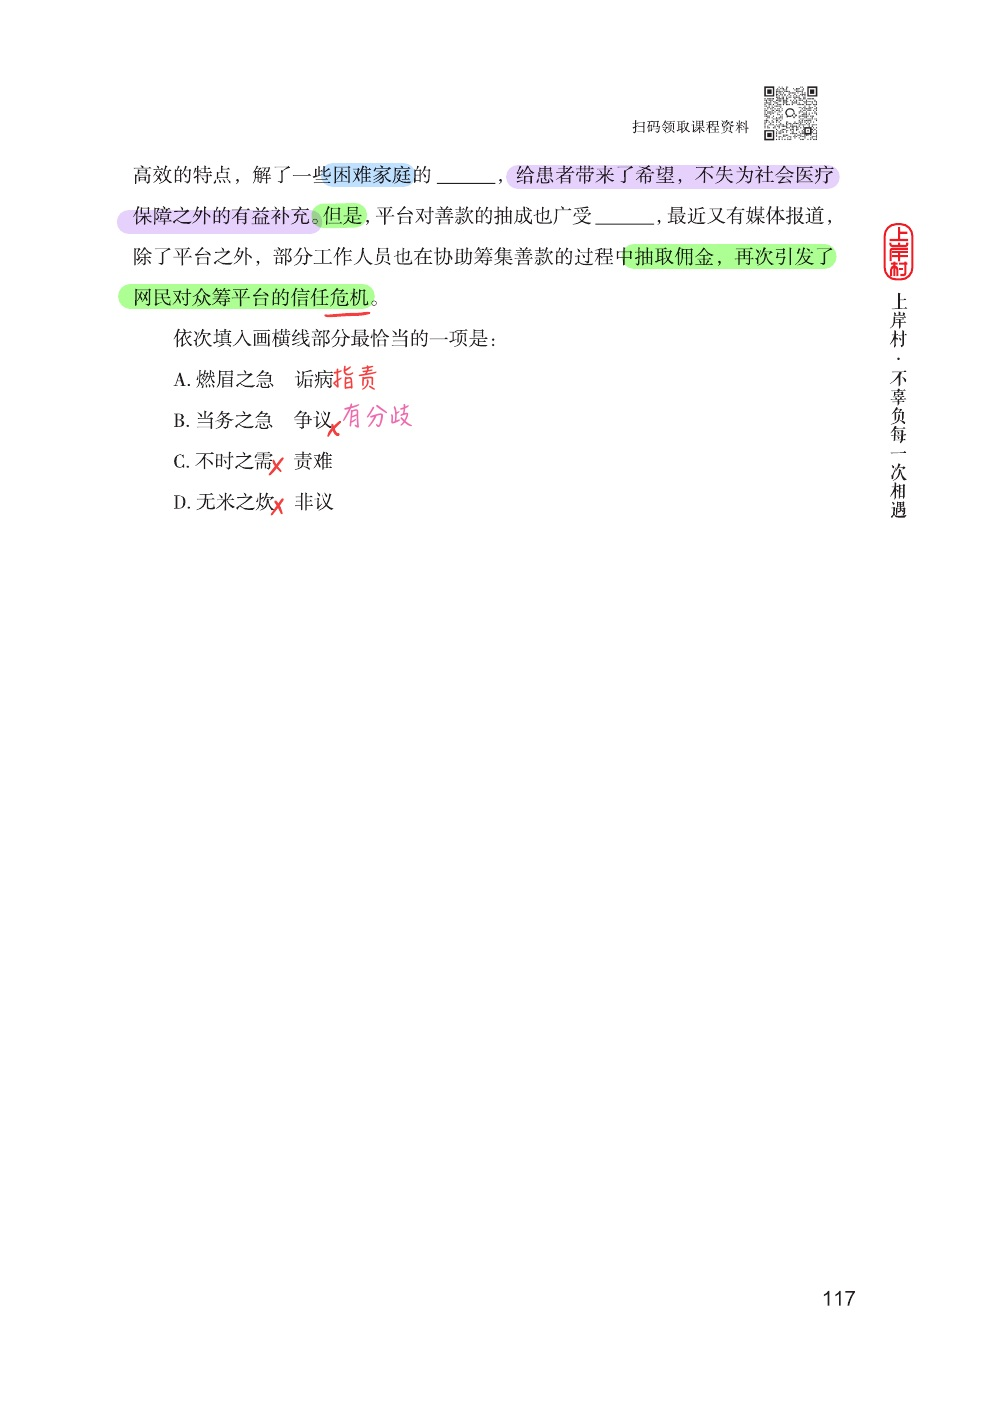 扫码领取课程资料
高效的特点，解了一些困难家庭的______，给患者带来了希望，不失为社会医疗
保障之外的有益补充。但是，平台对善款的抽成也广受______，最近又有媒体报道，
除了平台之外，部分工作人员也在协助筹集善款的过程中抽取佣金，再次引发了
网民对众筹平台的信任危机。
依次填入画横线部分最恰当的一项是：
A. 燃眉之急 诟病 指责
B. 当务之急 争议 × 有分歧
C. 不时之需 × 责难
D. 无米之炊 × 非议
上岸村
上岸村·不辜负每一次相遇
117